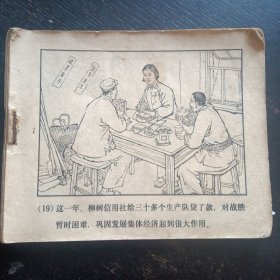 (19)这一年，柳树信用社给三十多个生产队贷了款，对战胜
暂时困难，巩固发展集体经济起到很大作用。